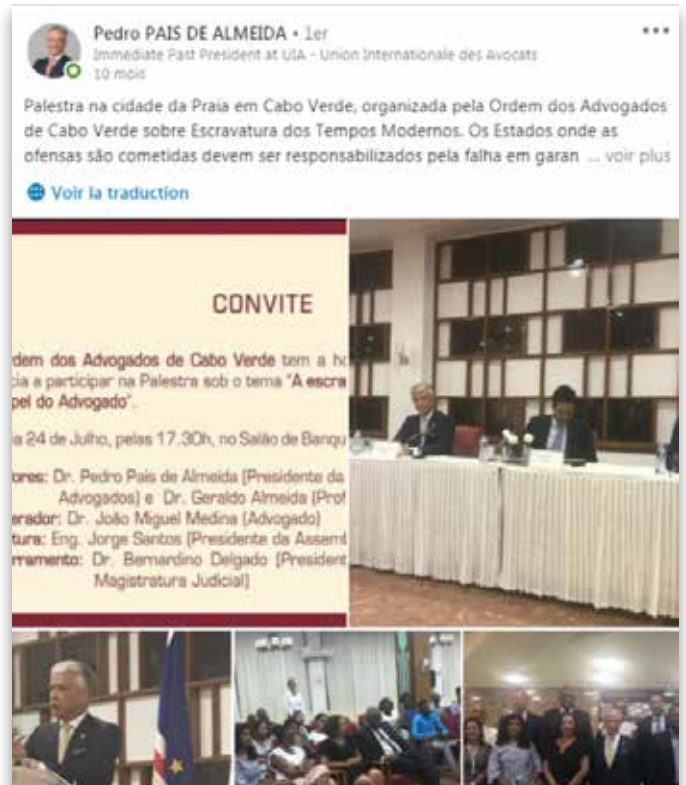 Pedro PAIS DE ALMEIDA • 1er
Immediate Past President at UIA - Union Internationale des Avocats
10 mois
Palestra na cidade da Praia em Cabo Verde, organizada pela Ordem dos Advogados
de Cabo Verde sobre Escravatura dos Tempos Modernos. Os Estados onde as
ofensas são cometidas devem ser responsabilizados pela falha em garan ... voir plus
Voir la traduction
CONVITE
dem dos Advogados de Cabo Verde tem a ho
cia a participar na Palestra sob o tema "A escra
pel do Advogado".
ia 24 de Julho, pelas 17.30h, no Salão de Banqu
ores: Dr. Pedro Pais de Almeida (Presidente da
Advogados) e Dr. Geraldo Almeida (Prof
erador: Dr. João Miguel Medina (Advogado)
tura: Eng. Jorge Santos (Presidente da Assemb
rramento: Dr. Bernardino Delgado (President
Magistratura Judicial)